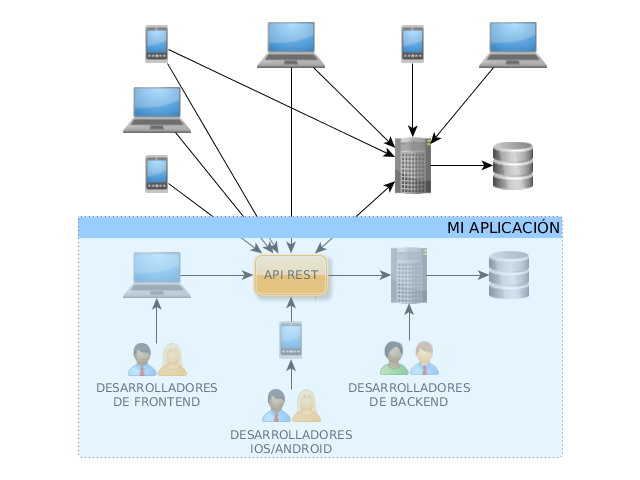 MI APLICACIÓN
API REST
DESARROLLADORES
DE FRONTEND
DESARROLLADORES
DE BACKEND
DESARROLLADORES
IOS/ANDROID